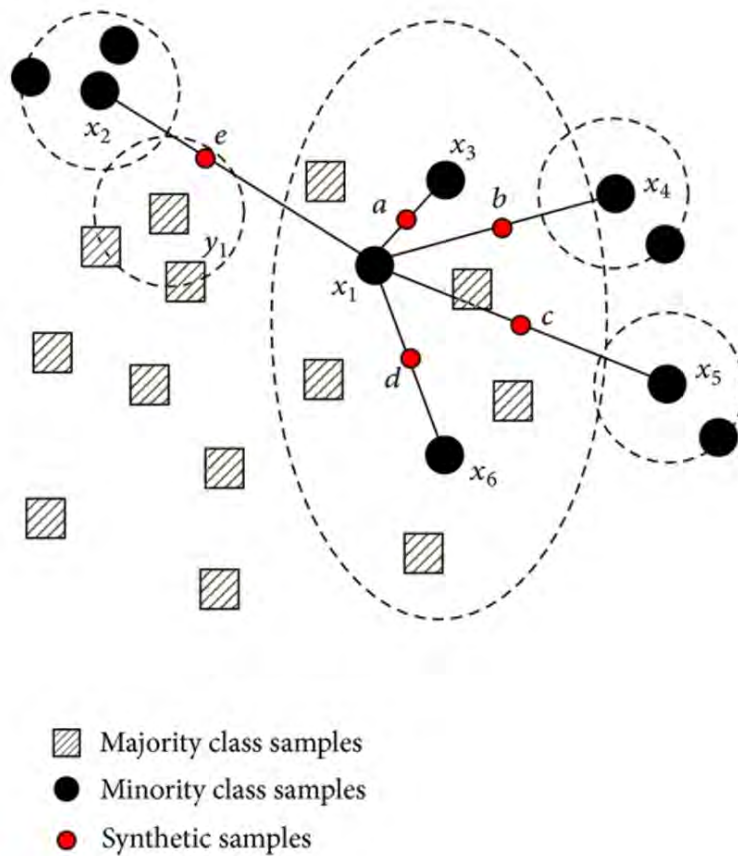 x2
e
x3
a
b
x4
y1
x1
c
x5
d
x6
Majority class samples
Minority class samples
Synthetic samples